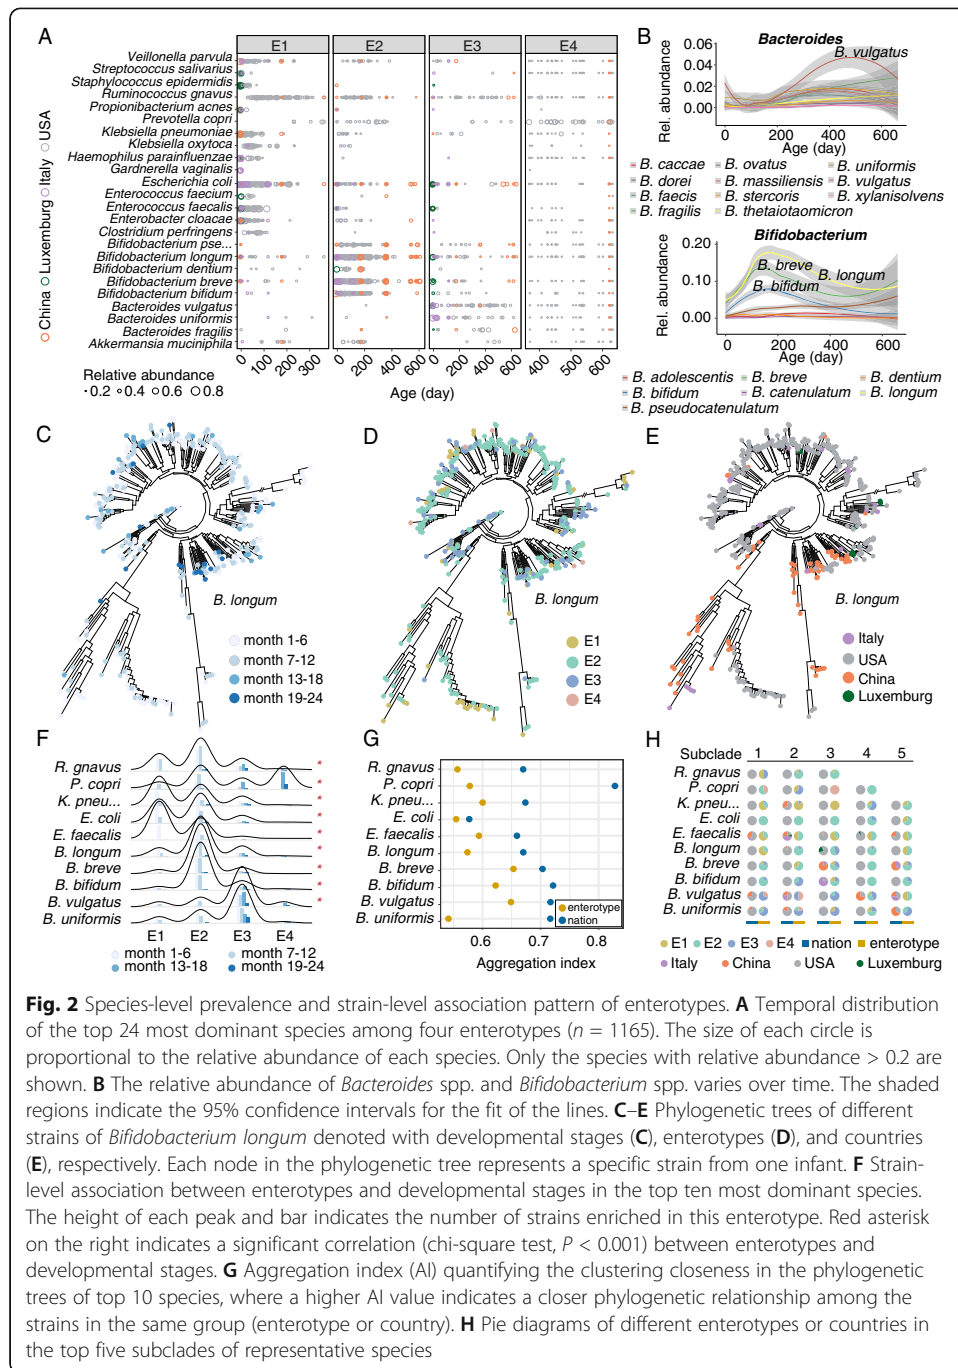 A
E1 E2 E3 E4
Veillonella parvula
Streptococcus salivarius
Staphylococcus epidermidis
Ruminococcus gnavus
Propionibacterium acnes
Prevotella copri
Klebsiella pneumoniae
Klebsiella oxytoca
Haemophilus parainfluenzae
Gardnerella vaginalis
Escherichia coli
Enterococcus faecium
Enterococcus faecalis
Enterobacter cloacae
Clostridium perfringens
Bifidobacterium pse...
Bifidobacterium longum
Bifidobacterium dentium
Bifidobacterium breve
Bifidobacterium bifidum
Bacteroides vulgatus
Bacteroides uniformis
Bacteroides fragilis
Akkermansia muciniphila
China Luxemburg Italy USA
0 100 200 300 0 200 400 600 0 200 400 600 400 500 600
Relative abundance
0.2 0.4 0.6 0.8
Age (day)
B
Bacteroides
B. vulgatus
Rel. abundance
0.06
0.04
0.02
0.00
0 200 400 600
Age (day)
B. caccae B. ovatus B. uniformis
B. dorei B. massiliensis B. vulgatus
B. faecis B. stercoris B. xylanisolvens
B. fragilis B. thetaiotaomicron
Bifidobacterium
Rel. abundance
0.20
0.10
0.00
B. breve
B. longum
B. bifidum
0 200 400 600
Age (day)
B. adolescentis B. breve B. dentium
B. bifidum B. catenulatum B. longum
B. pseudocatenulatum
C
B. longum
month 1-6
month 7-12
month 13-18
month 19-24
D
B. longum
E1
E2
E3
E4
E
B. longum
Italy
USA
China
Luxemburg
F
R. gnavus *
P. copri *
K. pneu... *
E. coli *
E. faecalis *
B. longum *
B. breve *
B. bifidum *
B. vulgatus *
B. uniformis
E1 E2 E3 E4
month 1-6 month 7-12
month 13-18 month 19-24
G
R. gnavus
P. copri
K. pneu...
E. coli
E. faecalis
B. longum
B. breve
B. bifidum
B. vulgatus
B. uniformis
enterotype
nation
0.6 0.7 0.8
Aggregation index
H
Subclade 1 2 3 4 5
R. gnavus
P. copri
K. pneu...
E. coli
E. faecalis
B. longum
B. breve
B. bifidum
B. vulgatus
B. uniformis
E1 E2 E3 E4 nation enterotype
Italy China USA Luxemburg
Fig. 2 Species-level prevalence and strain-level association pattern of enterotypes. A Temporal distribution
of the top 24 most dominant species among four enterotypes (n = 1165). The size of each circle is
proportional to the relative abundance of each species. Only the species with relative abundance > 0.2 are
shown. B The relative abundance of Bacteroides spp. and Bifidobacterium spp. varies over time. The shaded
regions indicate the 95% confidence intervals for the fit of the lines. C–E Phylogenetic trees of different
strains of Bifidobacterium longum denoted with developmental stages (C), enterotypes (D), and countries
(E), respectively. Each node in the phylogenetic tree represents a specific strain from one infant. F Strain-
level association between enterotypes and developmental stages in the top ten most dominant species.
The height of each peak and bar indicates the number of strains enriched in this enterotype. Red asterisk
on the right indicates a significant correlation (chi-square test, P < 0.001) between enterotypes and
developmental stages. G Aggregation index (AI) quantifying the clustering closeness in the phylogenetic
trees of top 10 species, where a higher AI value indicates a closer phylogenetic relationship among the
strains in the same group (enterotype or country). H Pie diagrams of different enterotypes or countries in
the top five subclades of representative species